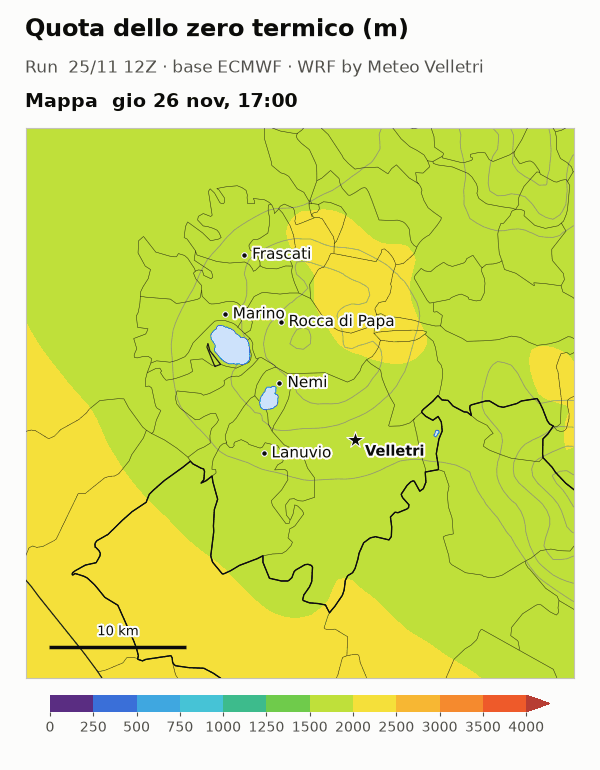 Quota dello zero termico (m)
Run  25/11 12Z · base ECMWF · WRF by Meteo Velletri
Mappa  gio 26 nov, 17:00
Frascati
Marino
Rocca di Papa
Nemi
Velletri
Lanuvio
10 km
0 250 500 750 1000 1250 1500 2000 2500 3000 3500 4000